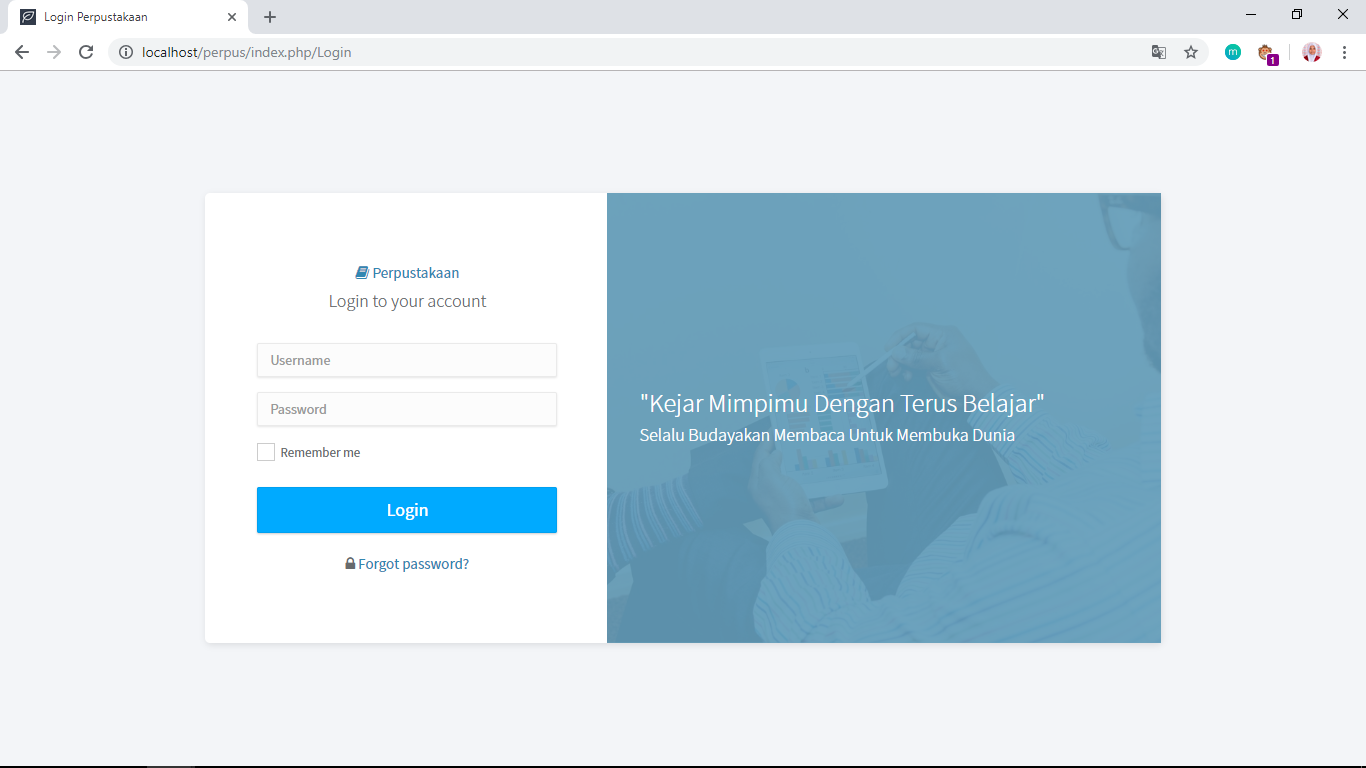 Login Perpustakaan
localhost/perpus/index.php/Login
m
1
Perpustakaan
Login to your account
Username
Password
Remember me
Login
Forgot password?
"Kejar Mimpimu Dengan Terus Belajar"
Selalu Budayakan Membaca Untuk Membuka Dunia